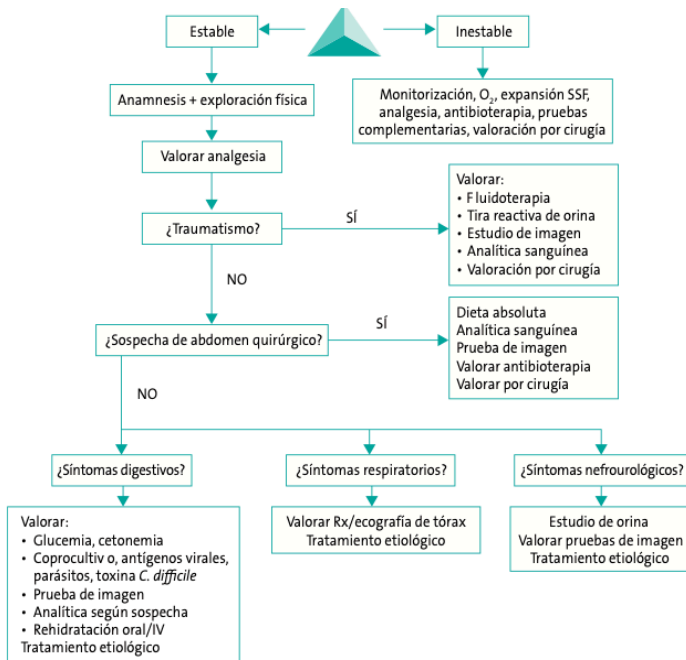 Estable
Inestable
Anamnesis + exploración física
Monitorización, O₂, expansión SSF,
analgesia, antibioterapia, pruebas
complementarias, valoración por cirugía
Valorar analgesia
¿Traumatismo?
SÍ
Valorar:
• Fluidoterapia
• Tira reactiva de orina
• Estudio de imagen
• Analítica sanguínea
• Valoración por cirugía
NO
¿Sospecha de abdomen quirúrgico?
SÍ
Dieta absoluta
Analítica sanguínea
Prueba de imagen
Valorar antibioterapia
Valorar por cirugía
NO
¿Síntomas digestivos?
¿Síntomas respiratorios?
¿Síntomas nefrourológicos?
Valorar:
• Glucemia, cetonemia
• Coprocultivo, antígenos virales,
parásitos, toxina C. difficile
• Prueba de imagen
• Analítica según sospecha
• Rehidratación oral/IV
Tratamiento etiológico
Valorar Rx/ecografía de tórax
Tratamiento etiológico
Estudio de orina
Valorar pruebas de imagen
Tratamiento etiológico